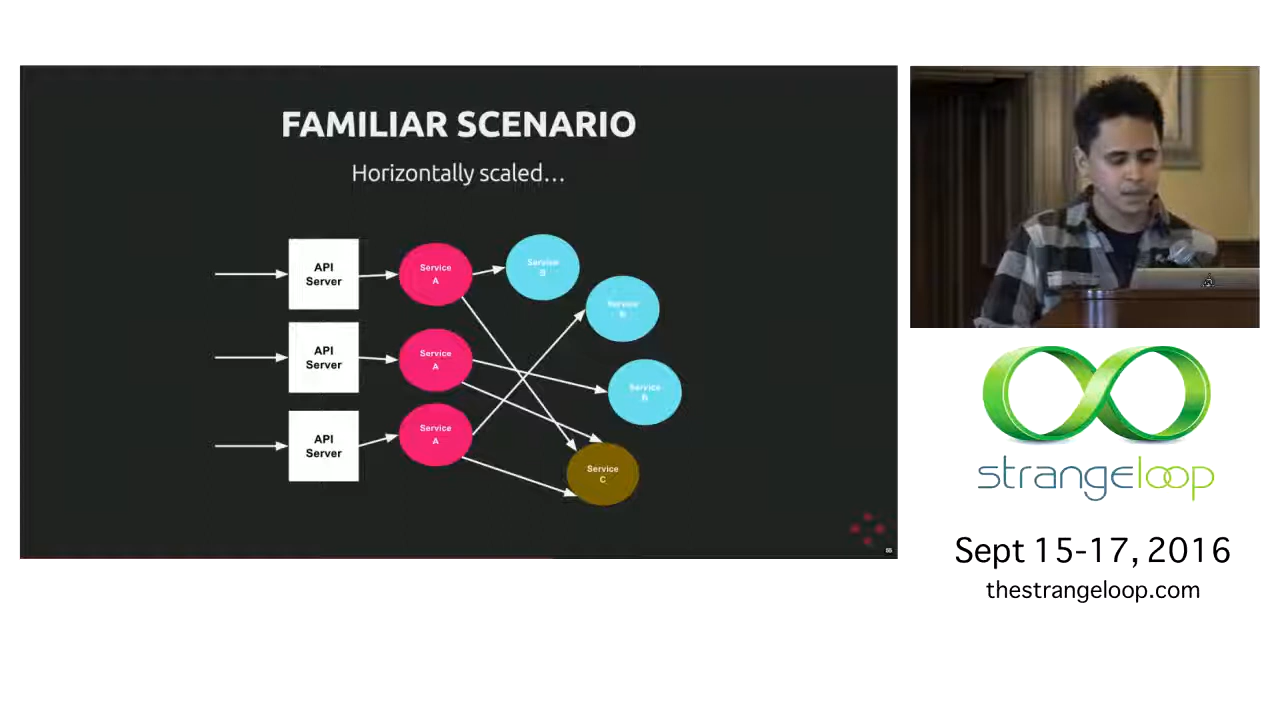 FAMILIAR SCENARIO
Horizontally scaled…
API
Server
Service
A
Service
B
Service
B
API
Server
Service
A
Service
B
API
Server
Service
A
Service
C
55
strangeloop
Sept 15-17, 2016
thestrangeloop.com